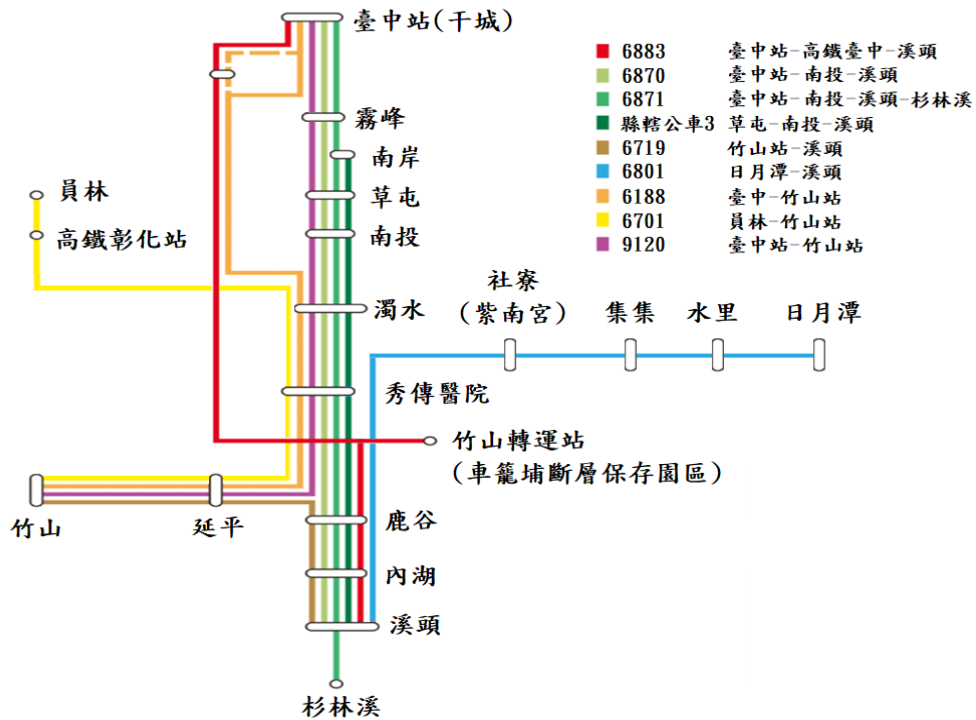 臺中站(干城)
6883 臺中站-高鐵臺中-溪頭
6870 臺中站-南投-溪頭
6871 臺中站-南投-溪頭-杉林溪
縣轄公車3 草屯-南投-溪頭
6719 竹山站-溪頭
6801 日月潭-溪頭
6188 臺中-竹山站
6701 員林-竹山站
9120 臺中站-竹山站
霧峰
南岸
草屯
員林
高鐵彰化站
南投
社寮
(紫南宮)
集集
水里
日月潭
濁水
秀傳醫院
竹山轉運站
(車籠埔斷層保存園區)
竹山
延平
鹿谷
內湖
溪頭
杉林溪